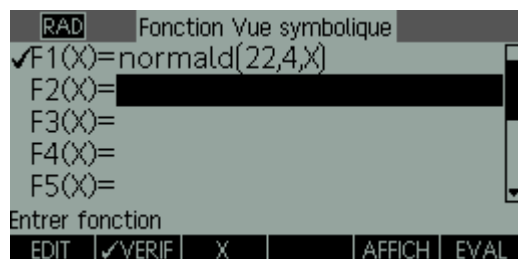 RAD Fonction Vue symbolique
✓F1(X)=normald(22,4,X)
F2(X)=
F3(X)=
F4(X)=
F5(X)=
Entrer fonction
EDIT ✓VERIF X AFFICH EVAL